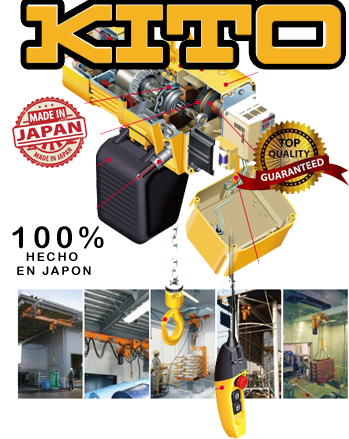 KITO
MADE IN
JAPAN
MADE IN JAPAN
TOP
QUALITY
GUARANTEED
100%
HECHO
EN JAPON